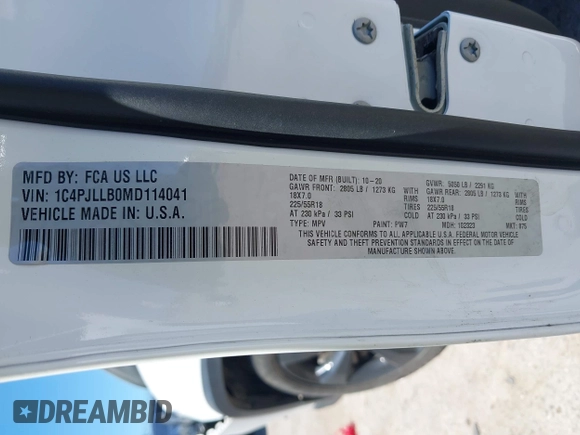 MFD BY: FCA US LLC
VIN: 1C4PJLLB0MD114041
VEHICLE MADE IN: U.S.A.
DATE OF MFR (BUILT): 10-20
GAWR FRONT: 2805 LB / 1273 KG
18X7.0 RIMS
225/55R18 TIRES
AT 230 kPa / 33 PSI
TYPE: MPV PAINT: PW7
GVWR: 5050 LB / 2291 KG
GAWR REAR: 2805 LB / 1273 KG
18X7.0 RIMS
225/55R18 TIRES
AT 230 kPa / 33 PSI
MDH: 102323 MKT: 975
THIS VEHICLE CONFORMS TO ALL APPLICABLE U.S.A. FEDERAL MOTOR VEHICLE
SAFETY AND THEFT PREVENTION STANDARDS IN EFFECT ON THE DATE OF
MANUFACTURE SHOWN ABOVE.
DREAMBID